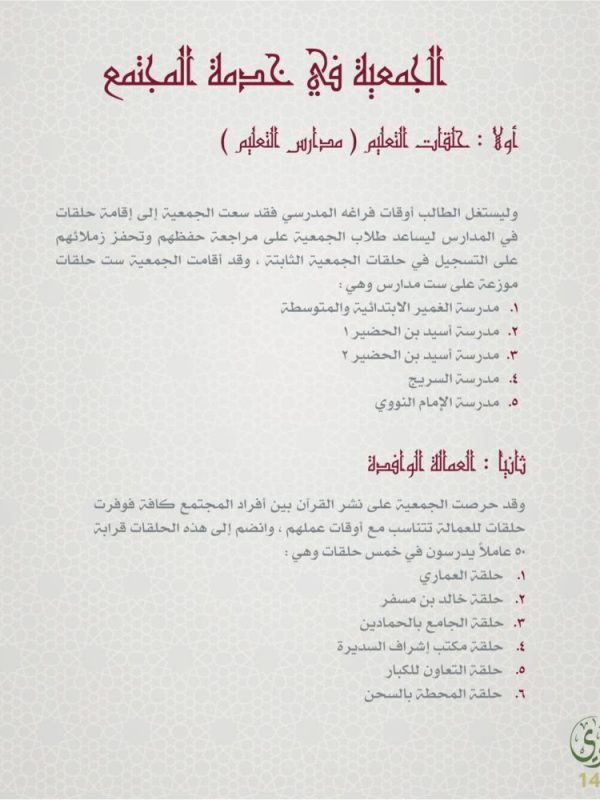 الجمعية في خدمة المجتمع
أولا : حلقات التعليم ( مدارس التعليم )
وليستغل الطالب أوقات فراغه المدرسي فقد سعت الجمعية إلى إقامة حلقات
في المدارس ليساعد طلاب الجمعية على مراجعة حفظهم وتحفز زملائهم
على التسجيل في حلقات الجمعية الثابتة ، وقد أقامت الجمعية ست حلقات
موزعة على ست مدارس وهي :
١. مدرسة الغمير الابتدائية والمتوسطة
٢. مدرسة أسيد بن الحضير ١
٣. مدرسة أسيد بن الحضير ٢
٤. مدرسة السريج
٥. مدرسة الإمام النووي
ثانيا : العمالة الوافدة
وقد حرصت الجمعية على نشر القرآن بين أفراد المجتمع كافة فوفرت
حلقات للعمالة تتناسب مع أوقات عملهم ، وانضم إلى هذه الحلقات قرابة
٥٠ عاملاً يدرسون في خمس حلقات وهي :
١. حلقة العماري
٢. حلقة خالد بن مسفر
٣. حلقة الجامع بالحمادين
٤. حلقة مكتب إشراف السديرة
٥. حلقة التعاون للكبار
٦. حلقة المحطة بالسحن
14